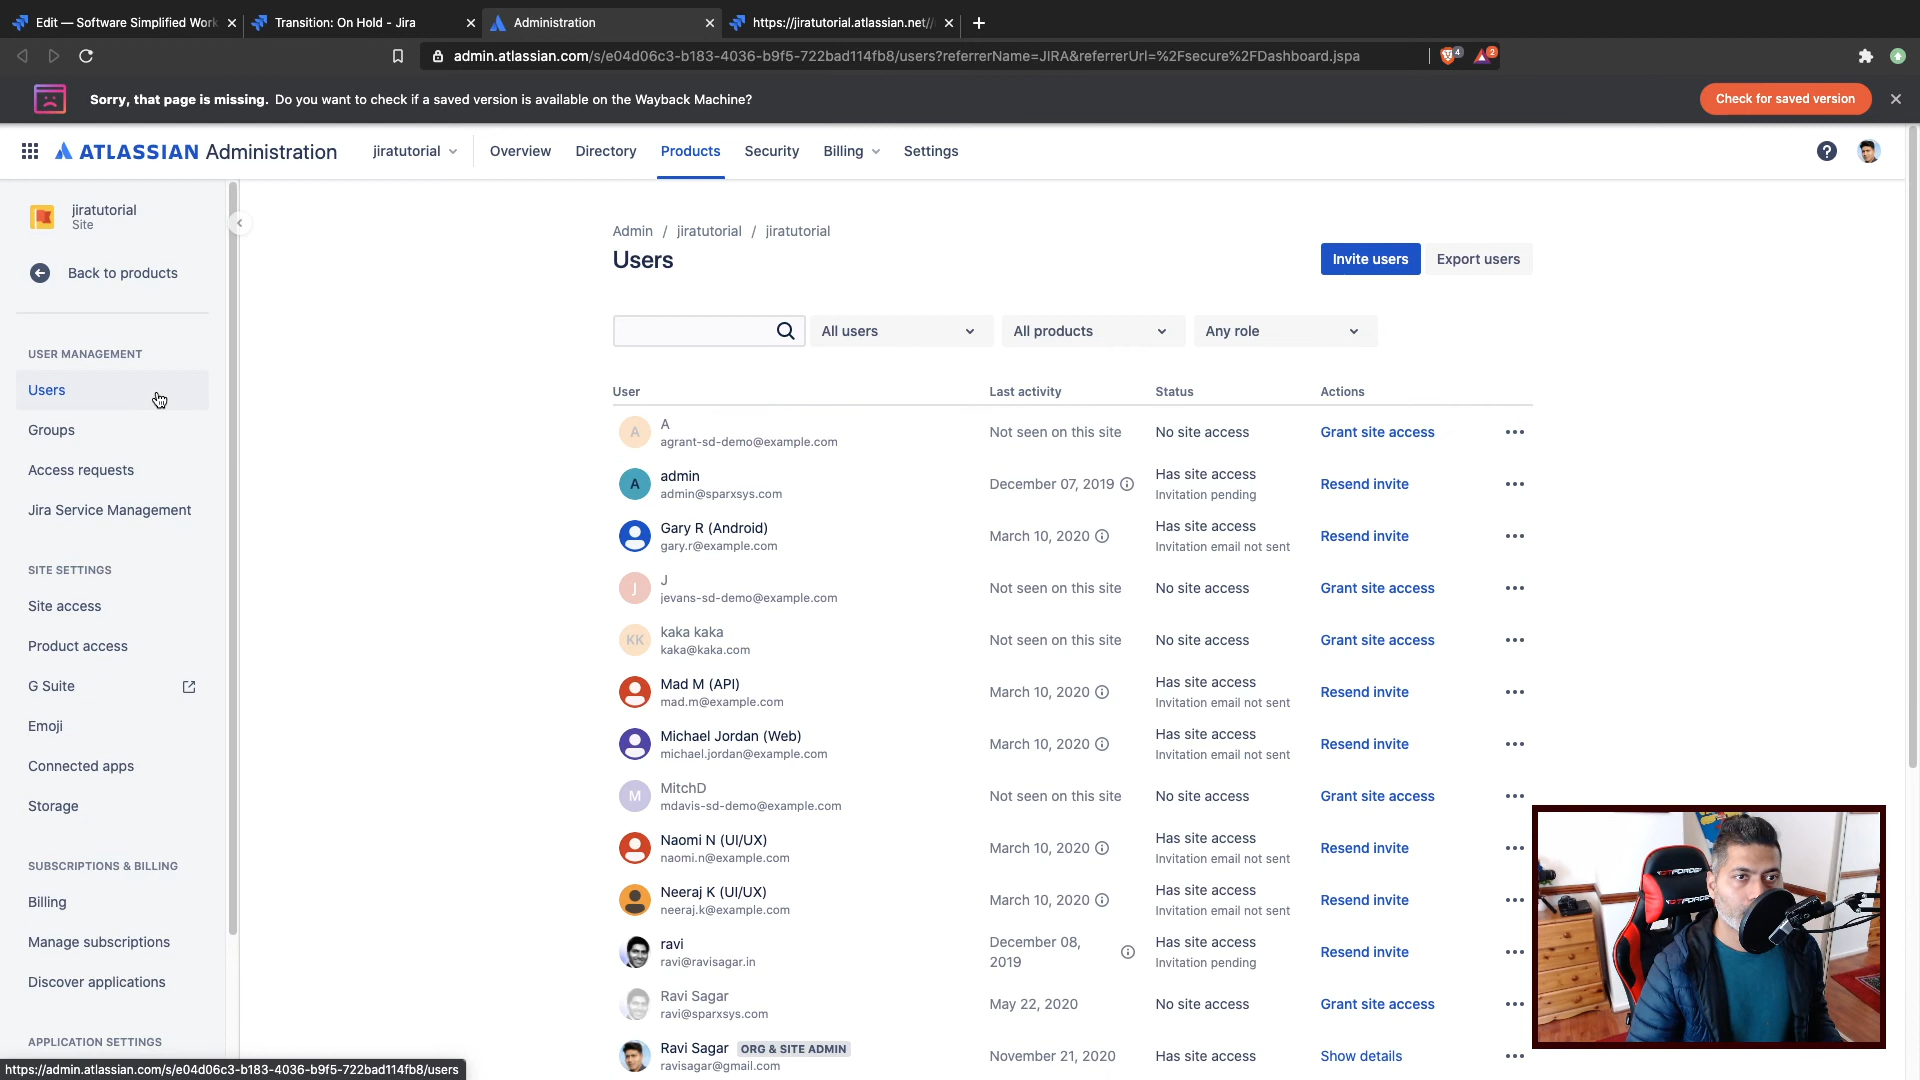 Edit — Software Simplified Work
Transition: On Hold - Jira
Administration
https://jiratutorial.atlassian.net//
admin.atlassian.com/s/e04d06c3-b183-4036-b9f5-722bad114fb8/users?referrerName=JIRA&referrerUrl=%2Fsecure%2FDashboard.jspa
4
2
Sorry, that page is missing. Do you want to check if a saved version is available on the Wayback Machine?
Check for saved version
ATLASSIAN Administration
jiratutorial
Overview
Directory
Products
Security
Billing
Settings
jiratutorial
Site
Back to products
USER MANAGEMENT
Users
Groups
Access requests
Jira Service Management
SITE SETTINGS
Site access
Product access
G Suite
Emoji
Connected apps
Storage
SUBSCRIPTIONS & BILLING
Billing
Manage subscriptions
Discover applications
APPLICATION SETTINGS
https://admin.atlassian.com/s/e04d06c3-b183-4036-b9f5-722bad114fb8/users
Admin / jiratutorial / jiratutorial
Users
Invite users
Export users
All users
All products
Any role
User Last activity Status Actions
A A Not seen on this site No site access Grant site access
agrant-sd-demo@example.com
A admin December 07, 2019 Has site access Resend invite
admin@sparxsys.com Invitation pending
Gary R (Android) March 10, 2020 Has site access Resend invite
gary.r@example.com Invitation email not sent
J J Not seen on this site No site access Grant site access
jevans-sd-demo@example.com
KK kaka kaka Not seen on this site No site access Grant site access
kaka@kaka.com
Mad M (API) March 10, 2020 Has site access Resend invite
mad.m@example.com Invitation email not sent
Michael Jordan (Web) March 10, 2020 Has site access Resend invite
michael.jordan@example.com Invitation email not sent
M MitchD Not seen on this site No site access Grant site access
mdavis-sd-demo@example.com
Naomi N (UI/UX) March 10, 2020 Has site access Resend invite
naomi.n@example.com Invitation email not sent
Neeraj K (UI/UX) March 10, 2020 Has site access Resend invite
neeraj.k@example.com Invitation email not sent
ravi December 08, 2019 Has site access Resend invite
ravi@ravisagar.in Invitation pending
Ravi Sagar May 22, 2020 No site access Grant site access
ravi@sparxsys.com
Ravi Sagar ORG & SITE ADMIN November 21, 2020 Has site access Show details
ravisagar@gmail.com